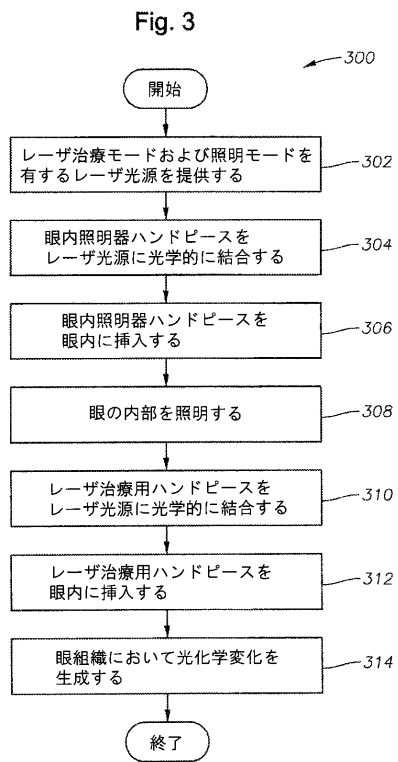 Fig. 3
300
開始
レーザ治療モードおよび照明モードを
有するレーザ光源を提供する
302
眼内照明器ハンドピースを
レーザ光源に光学的に結合する
304
眼内照明器ハンドピースを
眼内に挿入する
306
眼の内部を照明する
308
レーザ治療用ハンドピースを
レーザ光源に光学的に結合する
310
レーザ治療用ハンドピースを
眼内に挿入する
312
眼組織において光化学変化を
生成する
314
終了